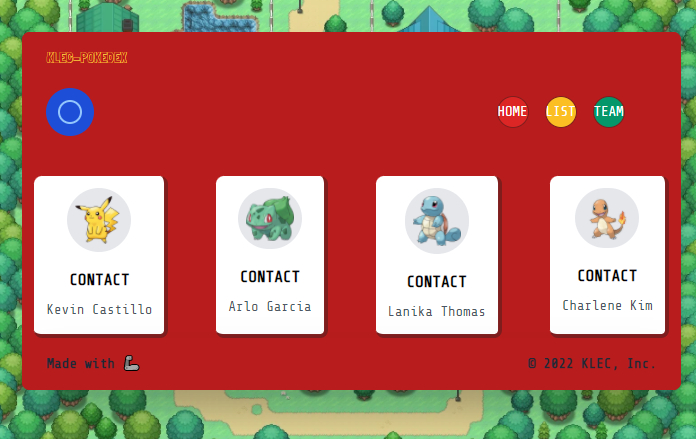 KLEC-POKEDEX
HOME LIST TEAM
CONTACT CONTACT CONTACT CONTACT
Kevin Castillo Arlo Garcia Lanika Thomas Charlene Kim
Made with © 2022 KLEC, Inc.